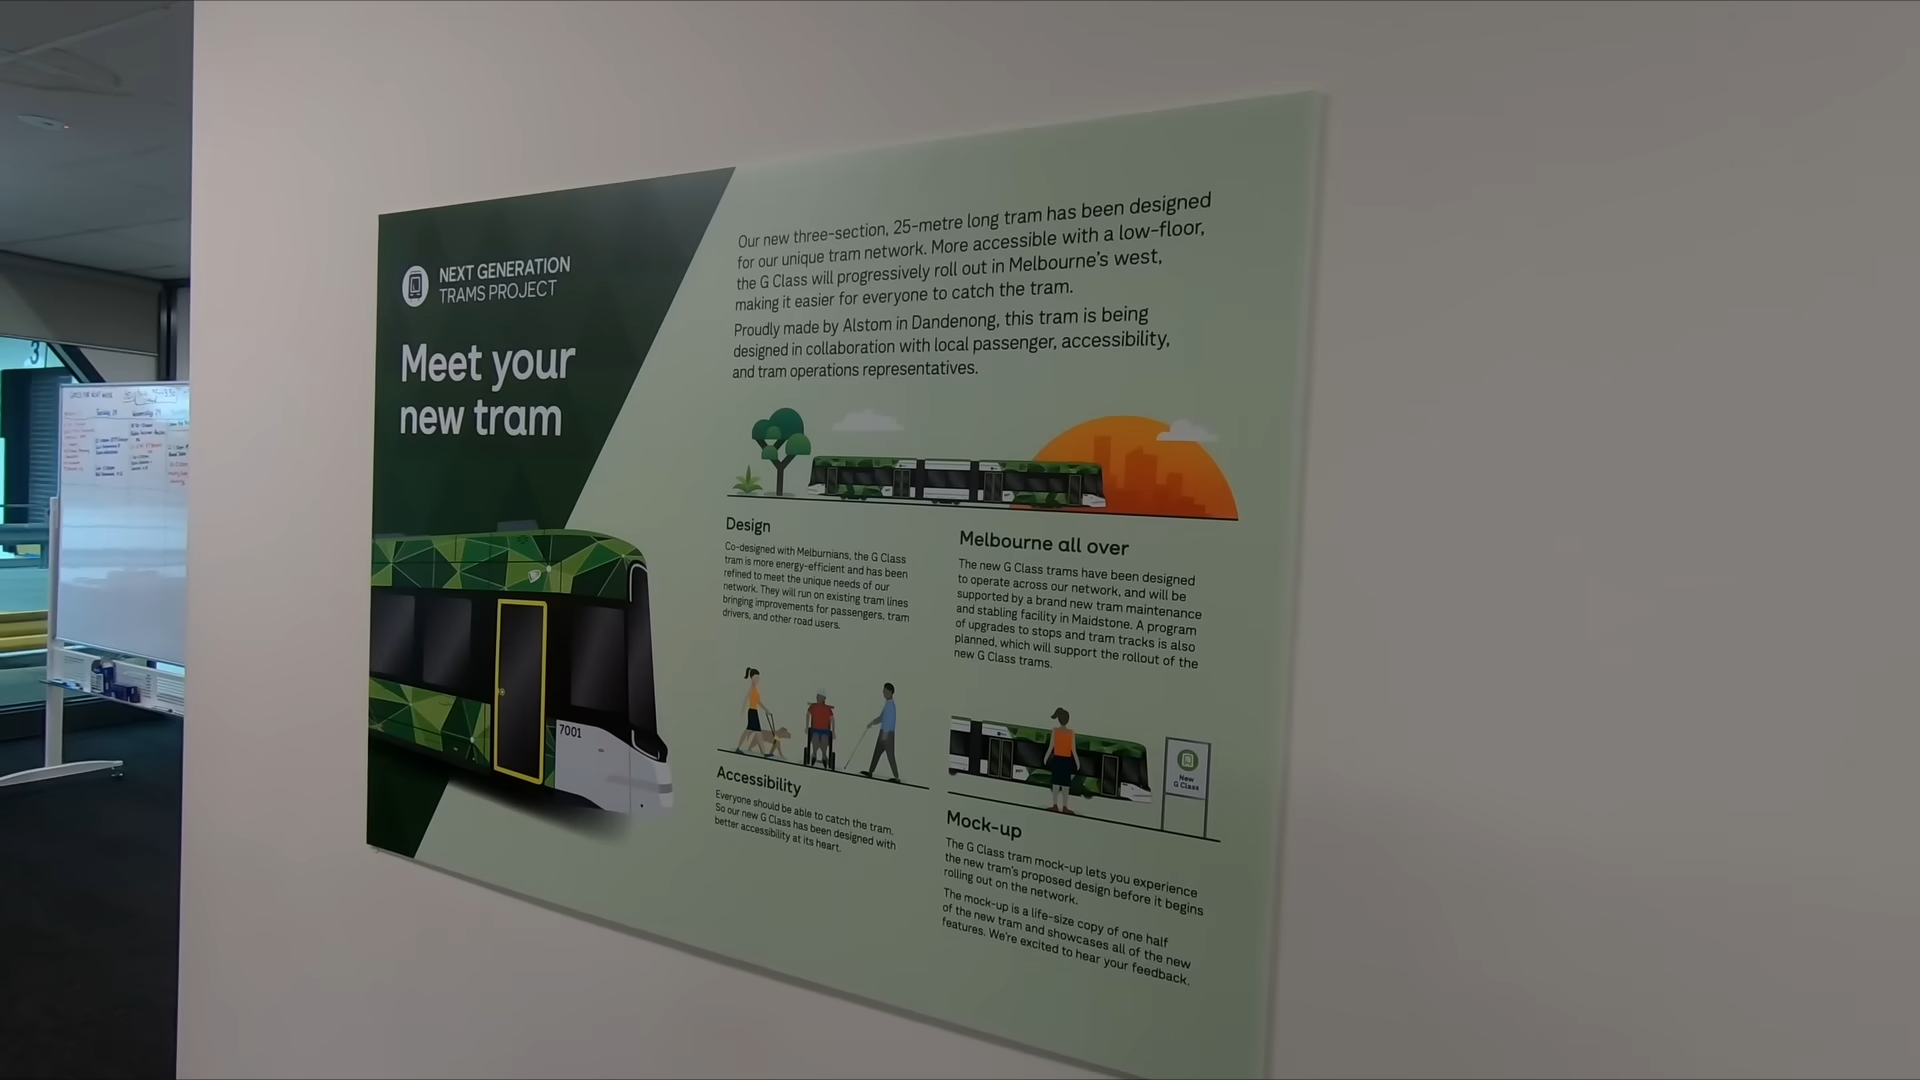 NEXT GENERATION
TRAMS PROJECT
Meet your
new tram
7001
Our new three-section, 25-metre long tram has been designed
for our unique tram network. More accessible with a low-floor,
the G Class will progressively roll out in Melbourne's west,
making it easier for everyone to catch the tram.
Proudly made by Alstom in Dandenong, this tram is being
designed in collaboration with local passenger, accessibility,
and tram operations representatives.
Design
Co-designed with Melburnians, the G Class
tram is more energy-efficient and has been
refined to meet the unique needs of our
network. They will run on existing tram lines
bringing improvements for passengers, tram
drivers, and other road users.
Melbourne all over
The new G Class trams have been designed
to operate across our network, and will be
supported by a brand new tram maintenance
and stabling facility in Maidstone. A program
of upgrades to stops and tram tracks is also
planned, which will support the rollout of the
new G Class trams.
Accessibility
Everyone should be able to catch the tram.
So our new G Class has been designed with
better accessibility at its heart.
New
G Class
Mock-up
The G Class tram mock-up lets you experience
the new tram's proposed design before it begins
rolling out on the network.
The mock-up is a life-size copy of one half
of the new tram and showcases all of the new
features. We're excited to hear your feedback.
3